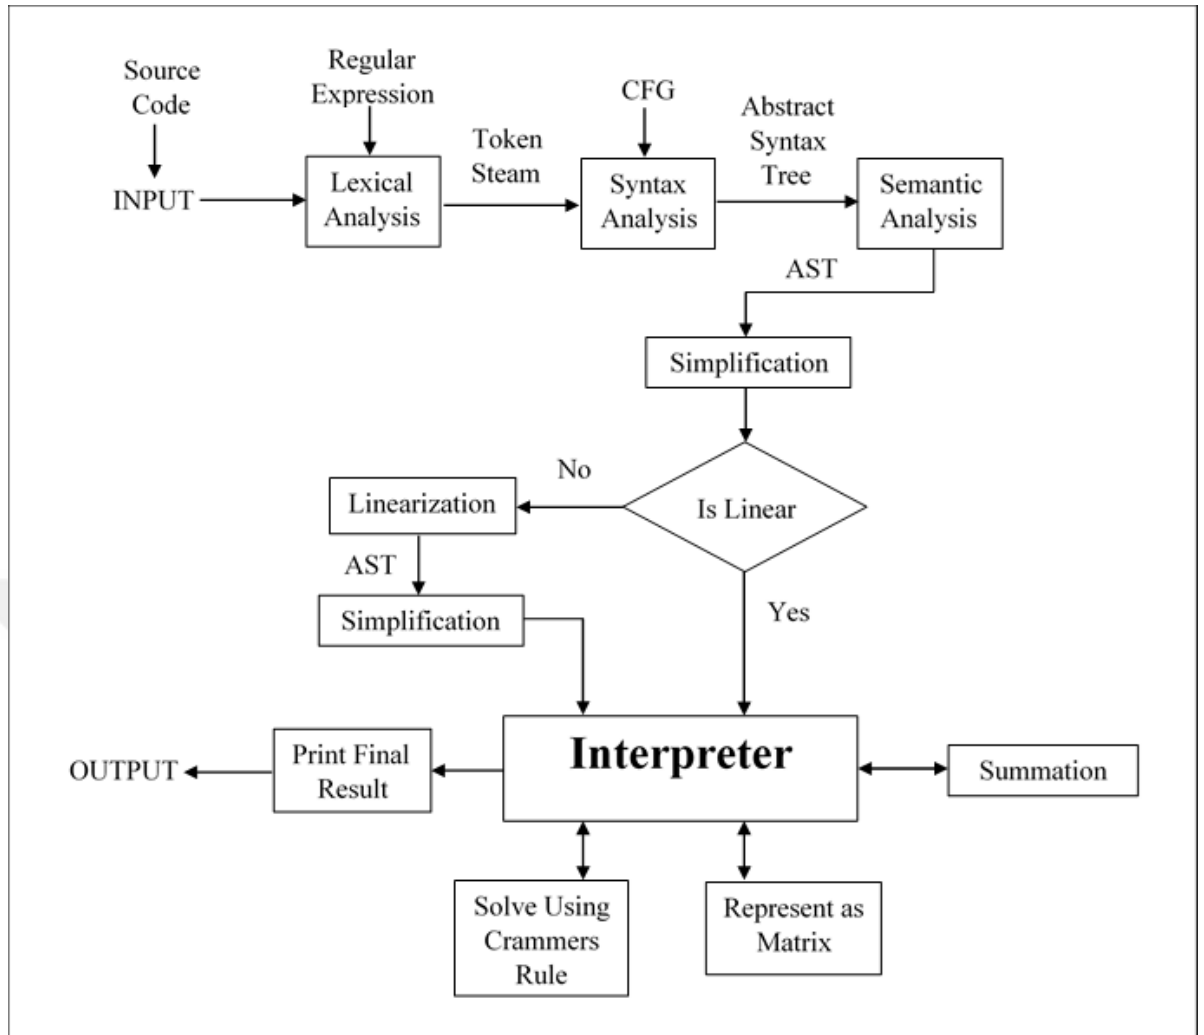 Source
Code
Regular
Expression
CFG
Abstract
Syntax
Tree
Token
Steam
INPUT
Lexical
Analysis
Syntax
Analysis
Semantic
Analysis
AST
Simplification
No
Is Linear
Linearization
AST
Simplification
Yes
Interpreter
Print Final
Result
OUTPUT
Summation
Solve Using
Crammers
Rule
Represent as
Matrix